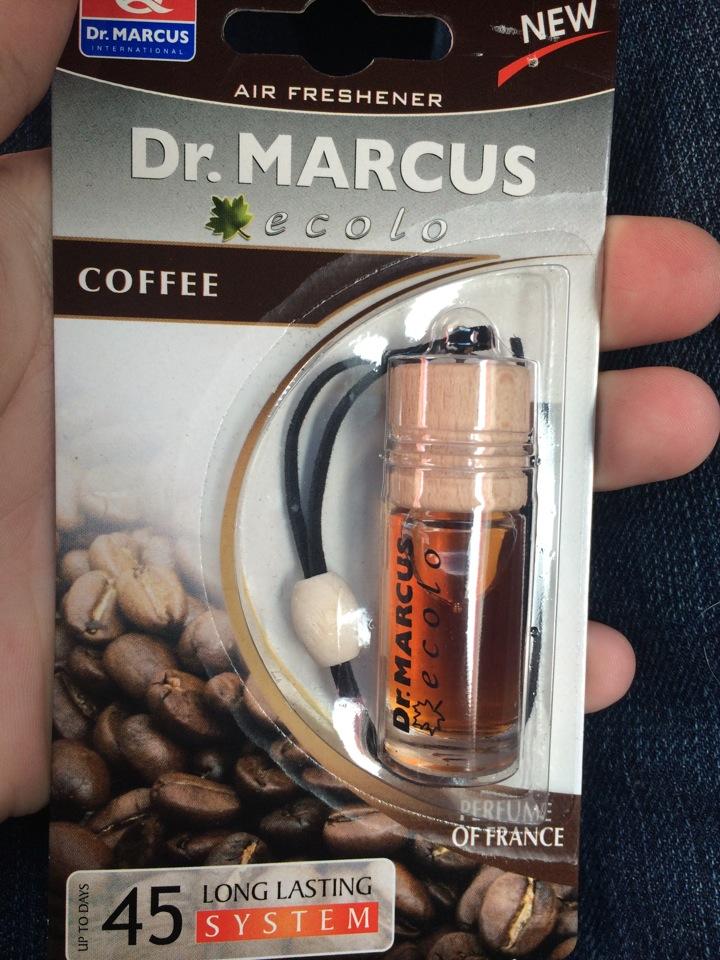 Dr. MARCUS
INTERNATIONAL
NEW
AIR FRESHENER
Dr. MARCUS
ecolo
COFFEE
Dr. MARCUS
ecolo
PERFUME
OF FRANCE
UP TO DAYS
45
LONG LASTING
SYSTEM